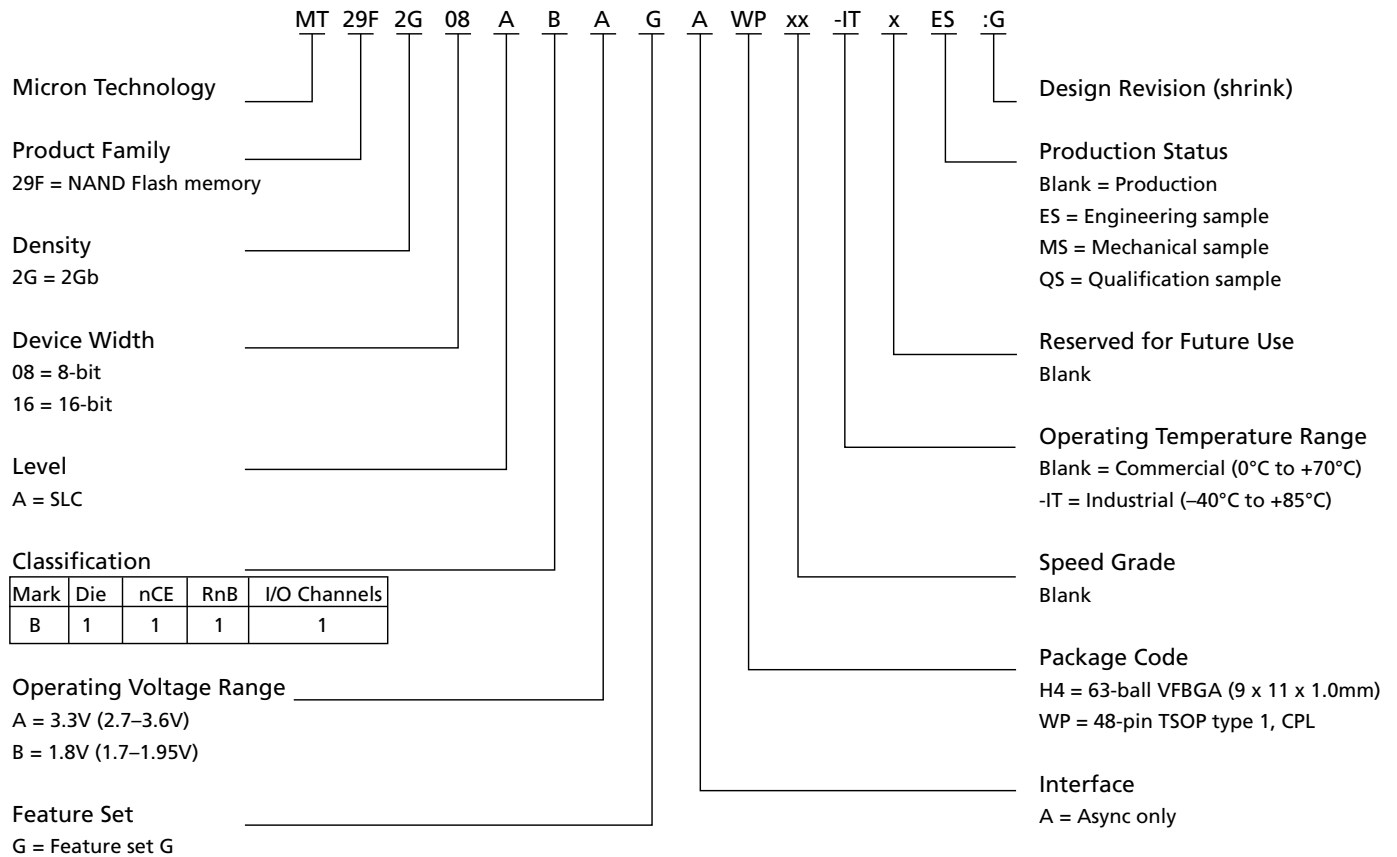 MT 29F 2G 08 A B A G A WP xx -IT x ES :G
Micron Technology
Product Family
29F = NAND Flash memory
Density
2G = 2Gb
Device Width
08 = 8-bit
16 = 16-bit
Level
A = SLC
Classification
Mark Die nCE RnB I/O Channels
B 1 1 1 1
Operating Voltage Range
A = 3.3V (2.7–3.6V)
B = 1.8V (1.7–1.95V)
Feature Set
G = Feature set G
Design Revision (shrink)
Production Status
Blank = Production
ES = Engineering sample
MS = Mechanical sample
QS = Qualification sample
Reserved for Future Use
Blank
Operating Temperature Range
Blank = Commercial (0°C to +70°C)
-IT = Industrial (–40°C to +85°C)
Speed Grade
Blank
Package Code
H4 = 63-ball VFBGA (9 x 11 x 1.0mm)
WP = 48-pin TSOP type 1, CPL
Interface
A = Async only